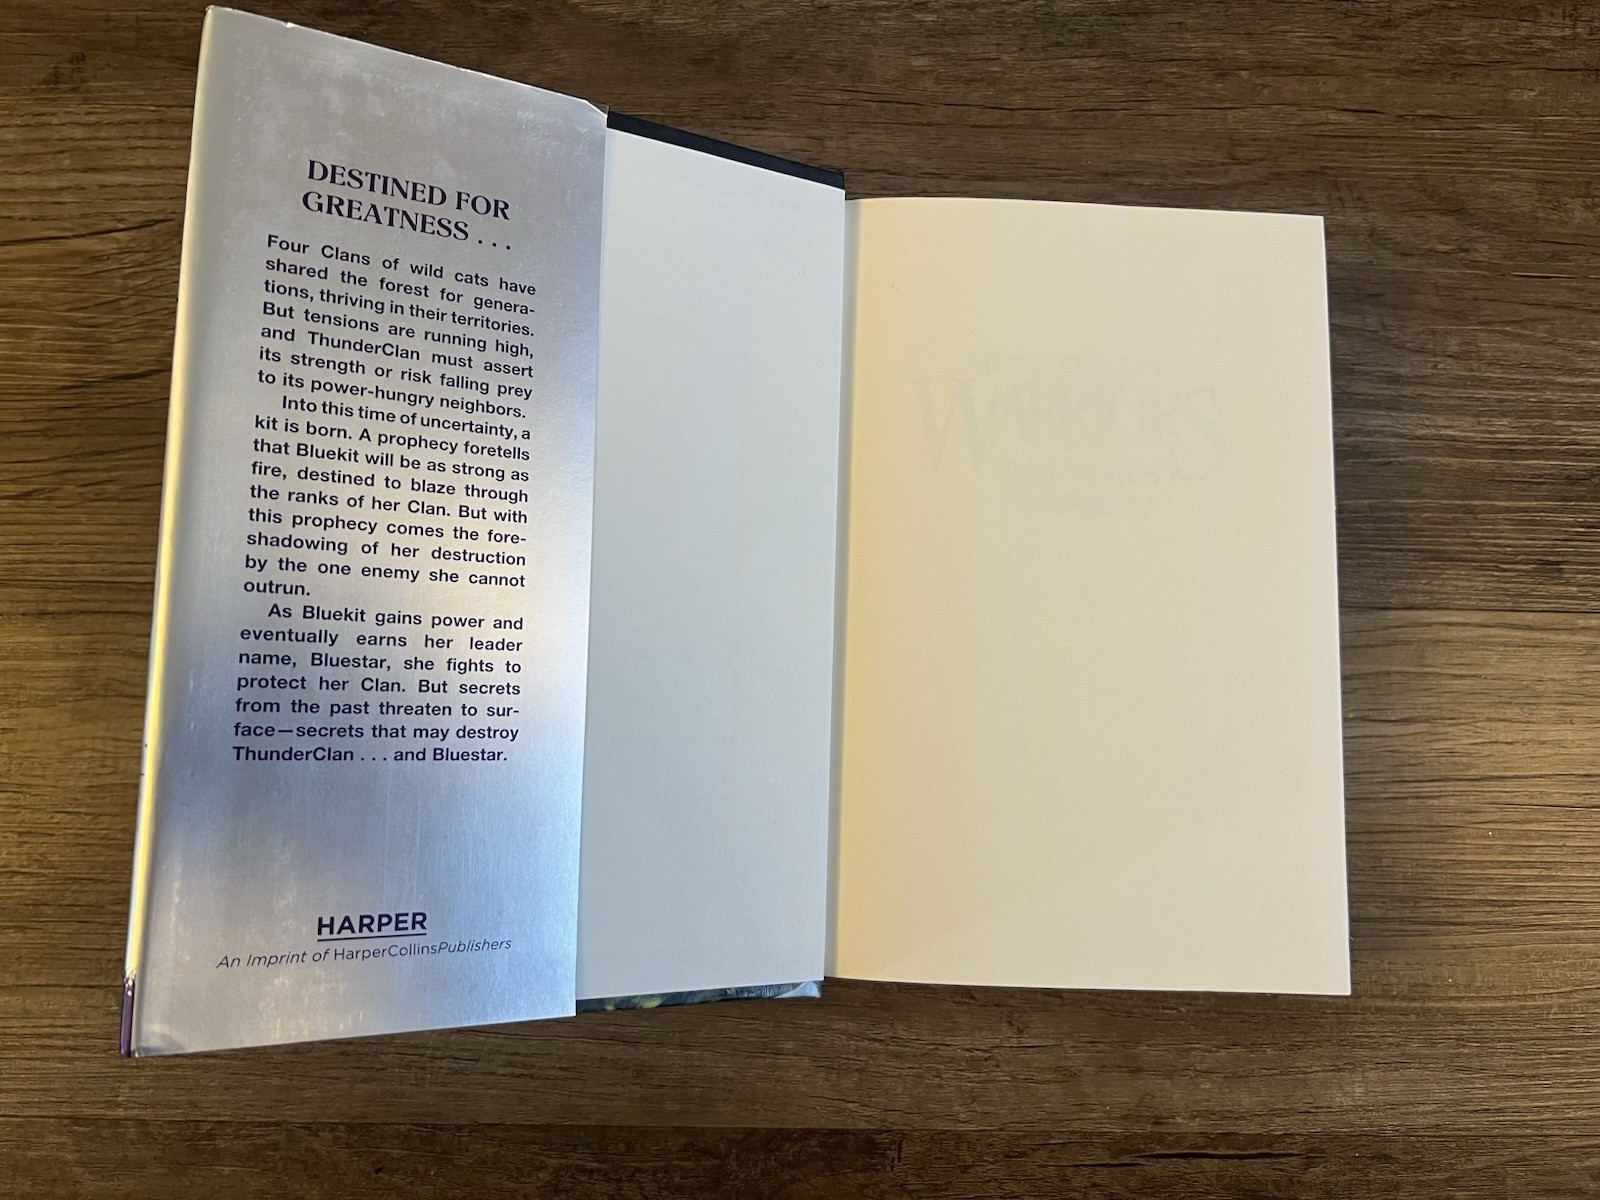 DESTINED FOR
GREATNESS . . .
Four Clans of wild cats have
shared the forest for genera-
tions, thriving in their territories.
But tensions are running high,
and ThunderClan must assert
its strength or risk falling prey
to its power-hungry neighbors.
Into this time of uncertainty, a
kit is born. A prophecy foretells
that Bluekit will be as strong as
fire, destined to blaze through
the ranks of her Clan. But with
this prophecy comes the fore-
shadowing of her destruction
by the one enemy she cannot
outrun.
As Bluekit gains power and
eventually earns her leader
name, Bluestar, she fights to
protect her Clan. But secrets
from the past threaten to sur-
face—secrets that may destroy
ThunderClan . . . and Bluestar.
HARPER
An Imprint of HarperCollinsPublishers